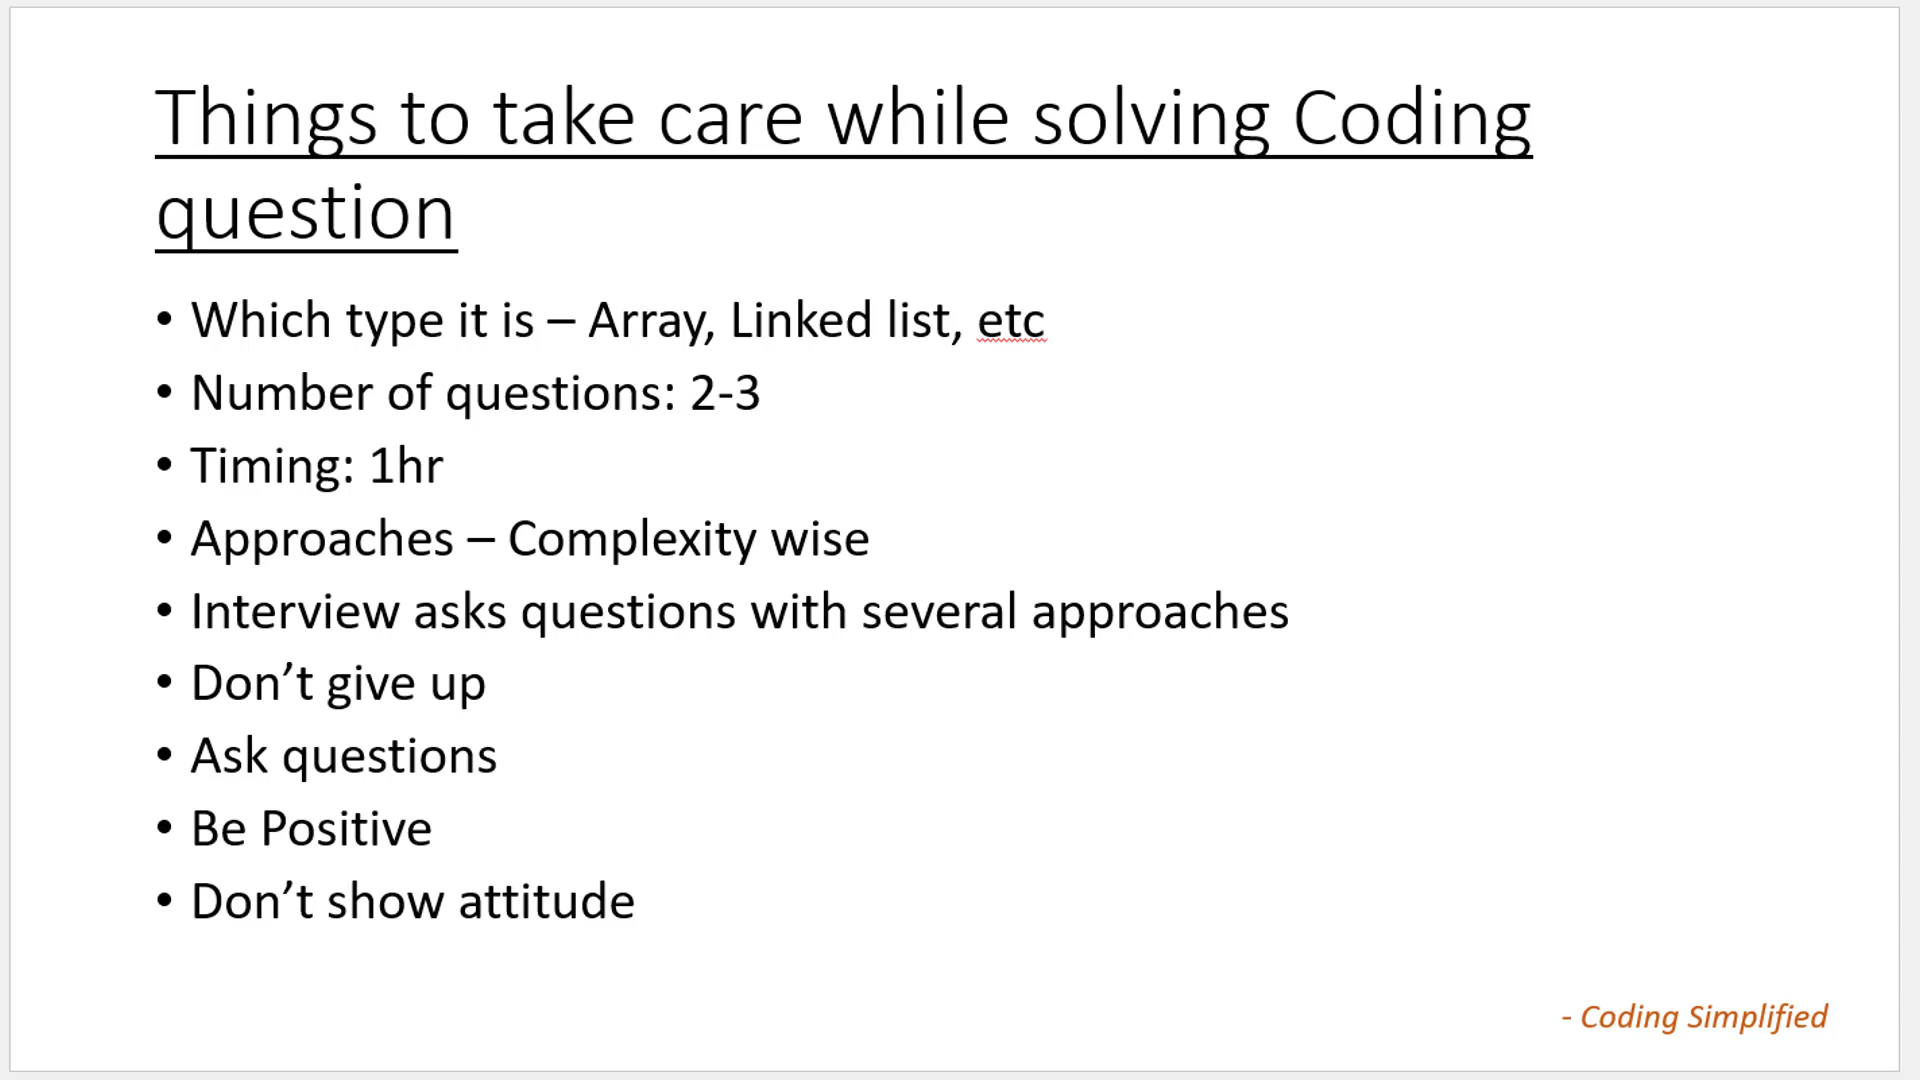 Things to take care while solving Coding
question
• Which type it is – Array, Linked list, etc
• Number of questions: 2-3
• Timing: 1hr
• Approaches – Complexity wise
• Interview asks questions with several approaches
• Don’t give up
• Ask questions
• Be Positive
• Don’t show attitude
- Coding Simplified